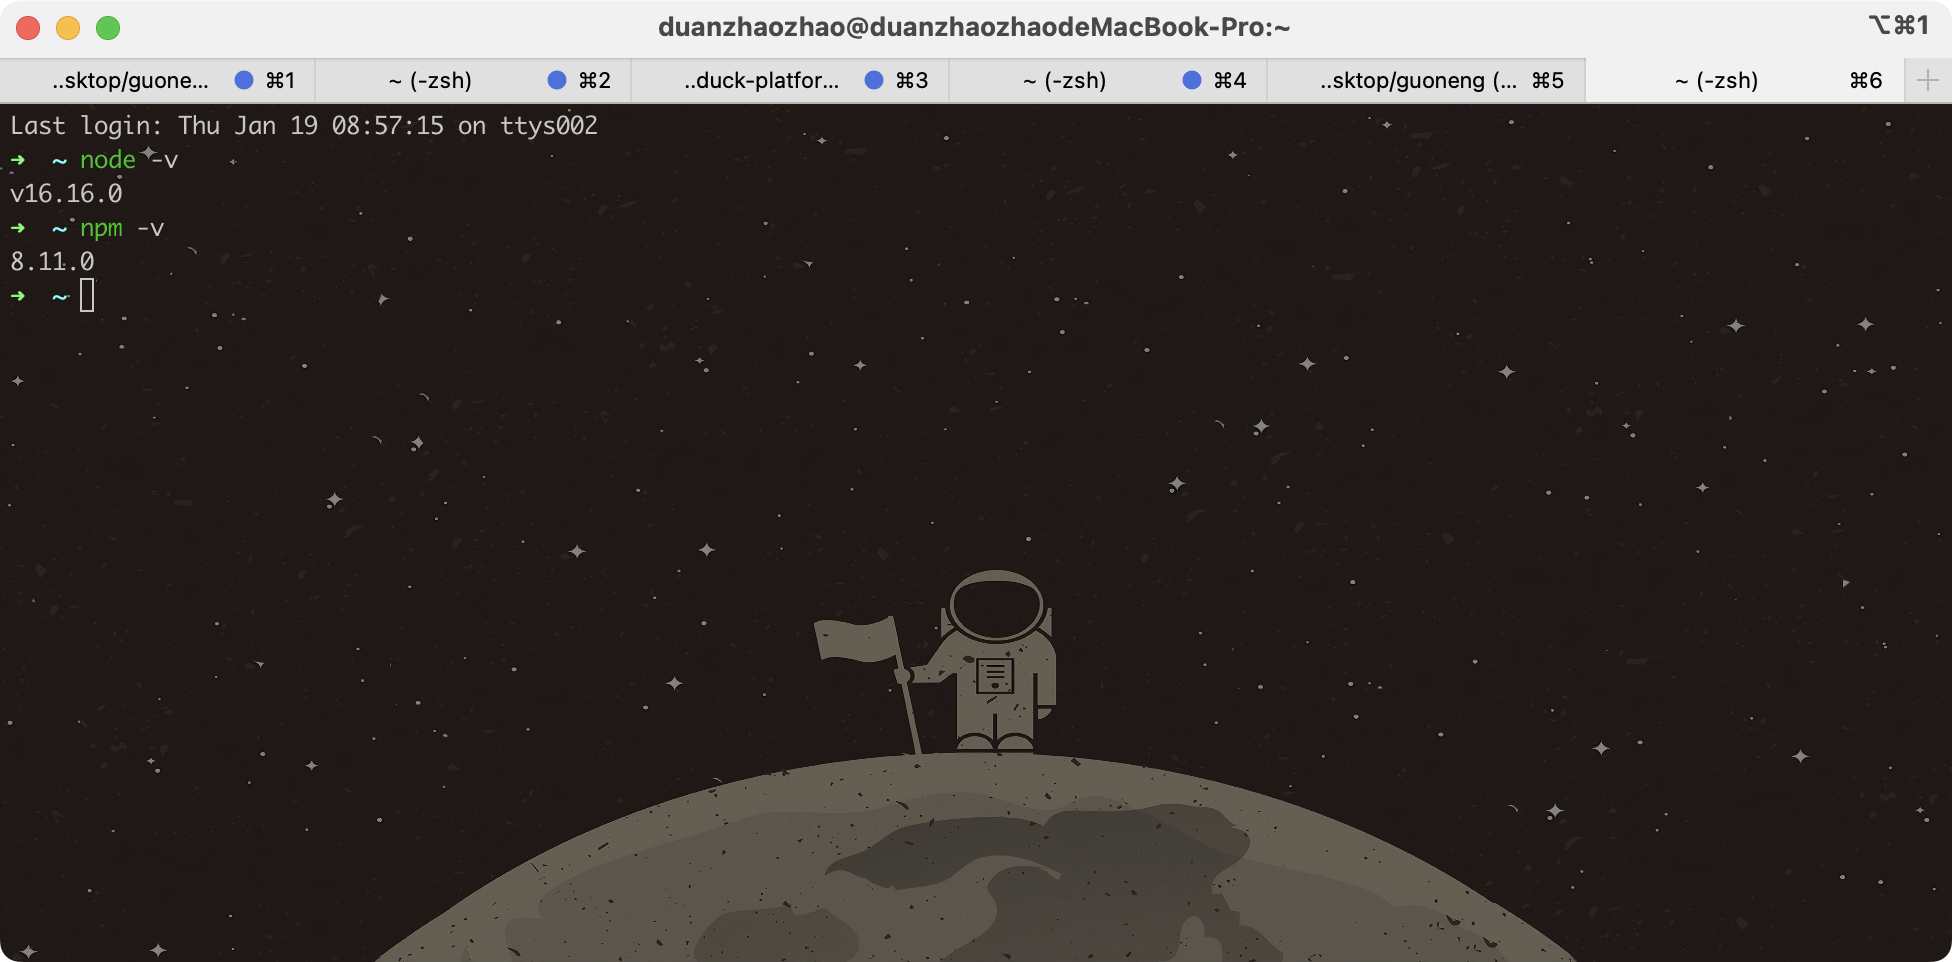 duanzhaozhao@duanzhaozhaodeMacBook-Pro:~ ⌥⌘1
..sktop/guone... ⌘1 ~ (-zsh) ⌘2 ..duck-platfor... ⌘3 ~ (-zsh) ⌘4 ..sktop/guoneng (... ⌘5 ~ (-zsh) ⌘6
Last login: Thu Jan 19 08:57:15 on ttys002
➜ ~ node -v
v16.16.0
➜ ~ npm -v
8.11.0
➜ ~